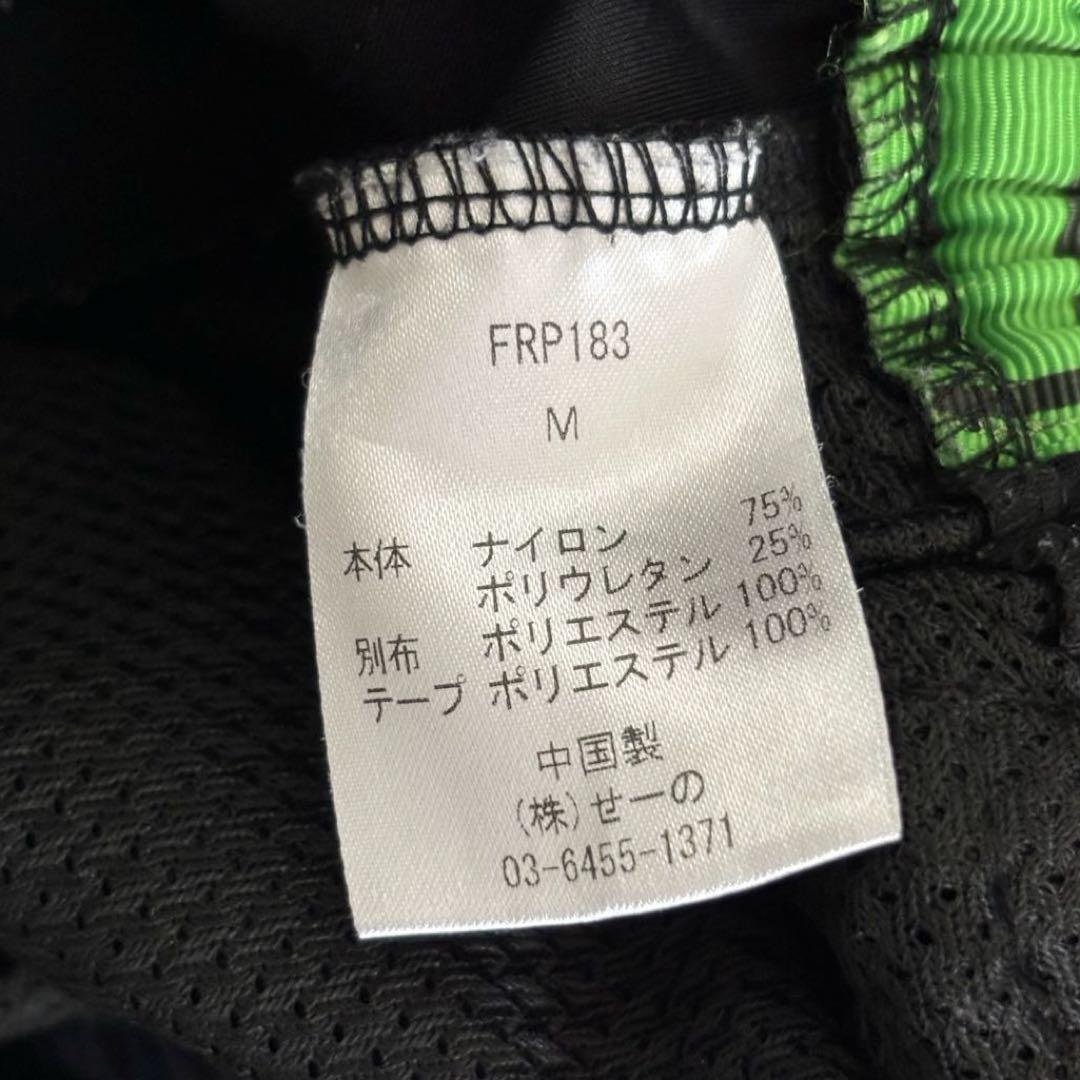 FRP183
M
本体 ナイロン 75%
ポリウレタン 25%
別布 ポリエステル 100%
テープ ポリエステル 100%
中国製
(株)せーの
03-6455-1371